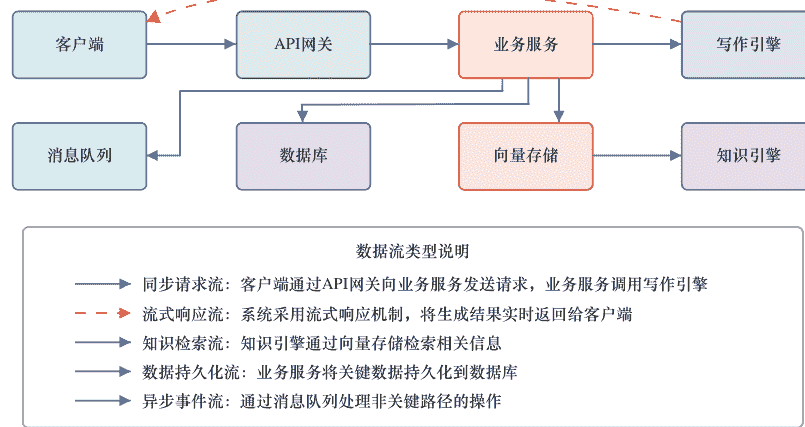 客户端
API网关
业务服务
写作引擎
消息队列
数据库
向量存储
知识引擎
数据流类型说明
同步请求流：客户端通过API网关向业务服务发送请求，业务服务调用写作引擎
流式响应流：系统采用流式响应机制，将生成结果实时返回给客户端
知识检索流：知识引擎通过向量存储检索相关信息
数据持久化流：业务服务将关键数据持久化到数据库
异步事件流：通过消息队列处理非关键路径的操作